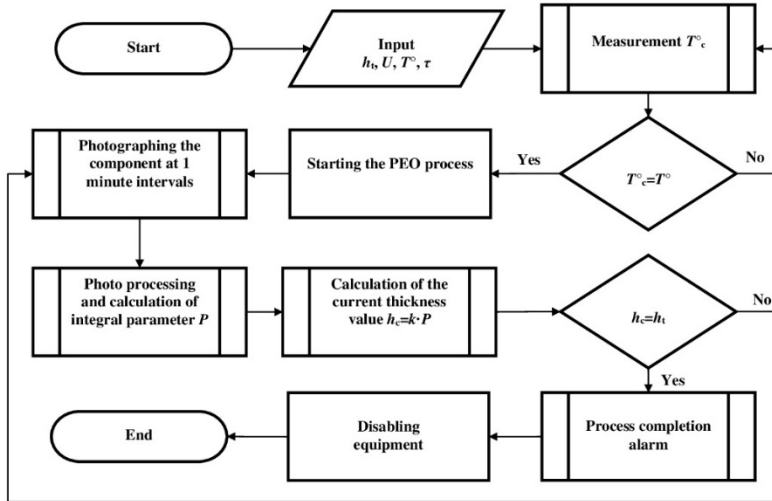 Start
Input
hₜ, U, T°, τ
Measurement T°c
Photographing the
component at 1
minute intervals
Starting the PEO process
Yes
T°c=T°
No
Photo processing
and calculation of
integral parameter P
Calculation of the
current thickness
value hc=k·P
hc=hₜ
No
Yes
End
Disabling
equipment
Process completion
alarm